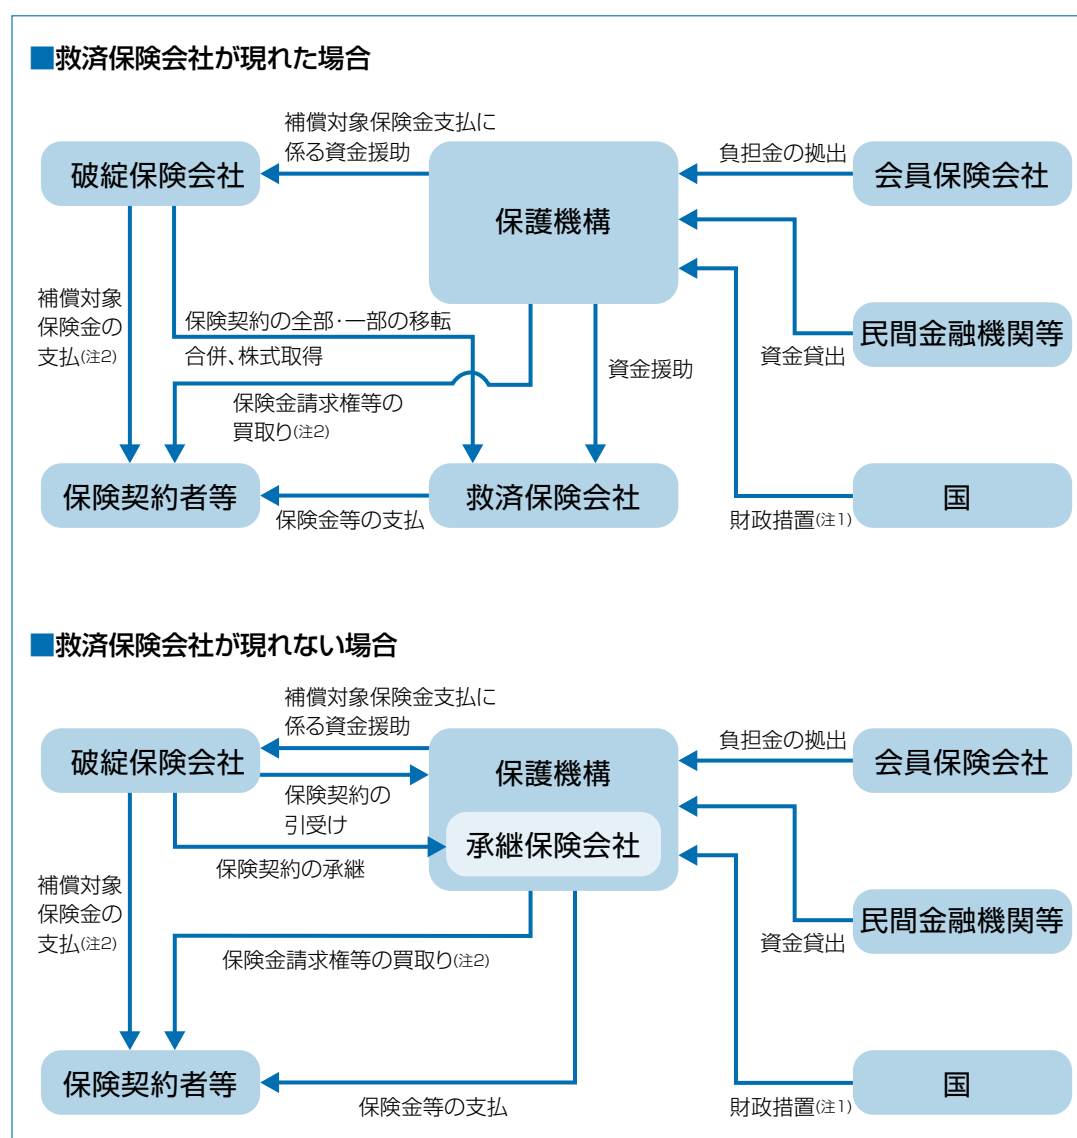 ■救済保険会社が現れた場合
補償対象保険金支払に
係る資金援助
破綻保険会社
保護機構
負担金の拠出
会員保険会社
補償対象
保険金の
支払(注2)
保険契約の全部・一部の移転
合併、株式取得
保険金請求権等の
買取り(注2)
資金援助
民間金融機関等
資金貸出
保険契約者等
保険金等の支払
救済保険会社
国
財政措置(注1)
■救済保険会社が現れない場合
補償対象保険金支払に
係る資金援助
破綻保険会社
保護機構
負担金の拠出
会員保険会社
保険契約の
引受け
承継保険会社
保険契約の承継
補償対象
保険金の
支払(注2)
保険金請求権等の買取り(注2)
民間金融機関等
資金貸出
保険契約者等
保険金等の支払
国
財政措置(注1)